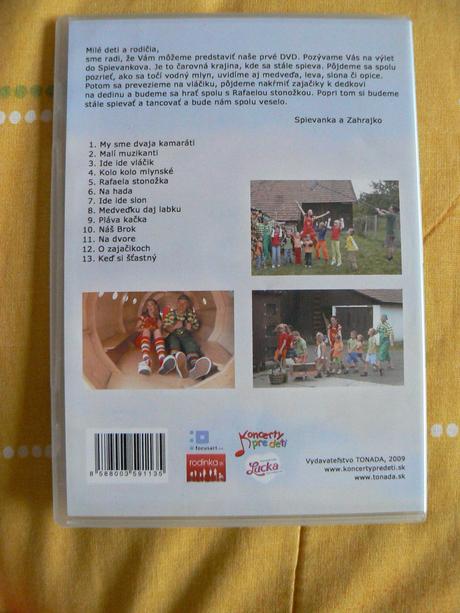 Milé deti a rodičia,
sme radi, že Vám môžeme predstaviť naše prvé DVD. Pozývame Vás na výlet
do Spievankova. Je to čarovná krajina, kde sa stále spieva. Pôjdeme sa spolu
pozrieť, ako sa točí vodný mlyn, uvidíme aj medveďa, leva, slona či opice.
Potom sa prevezieme na vláčiku, pôjdeme nakŕmiť zajačiky k dedkovi
na dedinu a budeme sa hrať spolu s Rafaelou stonožkou. Popri tom si budeme
stále spievať a tancovať a bude nám spolu veselo.
Spievanka a Zahrajko
1. My sme dvaja kamaráti
2. Malí muzikanti
3. Ide ide vláčik
4. Kolo kolo mlynské
5. Rafaela stonožka
6. Na hada
7. Ide ide slon
8. Medveďku daj labku
9. Pláva kačka
10. Náš Brok
11. Na dvore
12. O zajačikoch
13. Keď si šťastný
8 588003 591135
focusart
rodinka.sk
Koncerty
pre deti
Lucka
Vydavateľstvo TONADA, 2009
www.koncertypredeti.sk
www.tonada.sk